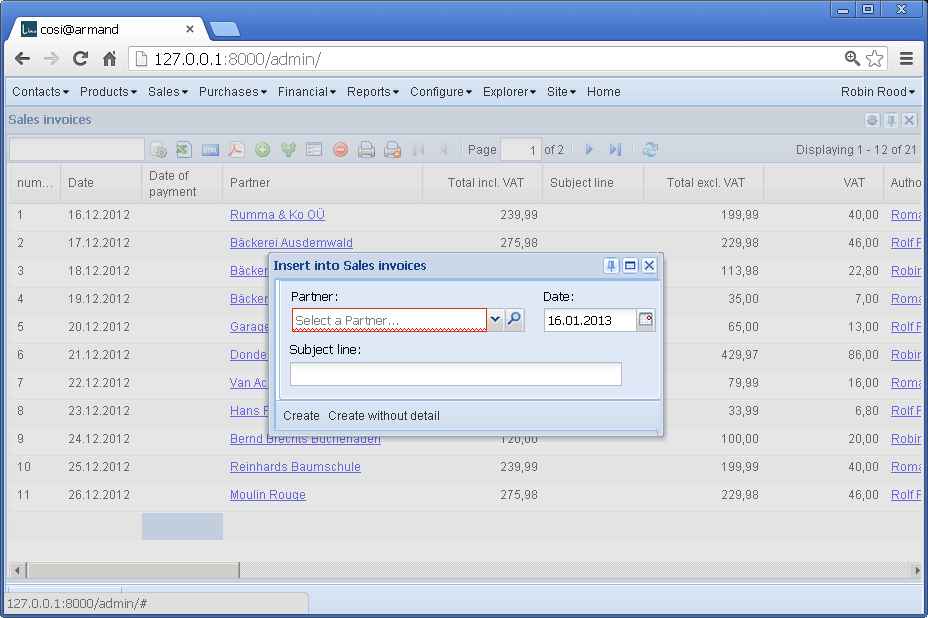 cosi@armand
127.0.0.1:8000/admin/
Contacts Products Sales Purchases Financial Reports Configure Explorer Site Home Robin Rood
Sales invoices
Page 1 of 2 Displaying 1 - 12 of 21
num... Date Date of payment Partner Total incl. VAT Subject line Total excl. VAT VAT Autho
1 16.12.2012 Rumma & Ko OÜ 239,99 199,99 40,00 Roma
2 17.12.2012 Bäckerei Ausdemwald 275,98 229,98 46,00 Rolf R
3 18.12.2012 Bäcker 113,98 22,80 Robin
4 19.12.2012 Bäcker 35,00 7,00 Roma
5 20.12.2012 Garage 65,00 13,00 Rolf R
6 21.12.2012 Donde 429,97 86,00 Robin
7 22.12.2012 Van Ac 79,99 16,00 Roma
8 23.12.2012 Hans F 33,99 6,80 Rolf R
9 24.12.2012 Bernd Brechts Bücherladen 120,00 100,00 20,00 Robin
10 26.12.2012 Reinhards Baumschule 239,99 199,99 40,00 Roma
11 26.12.2012 Moulin Rouge 275,98 229,98 46,00 Rolf R
Insert into Sales invoices
Partner: Date:
Select a Partner... 16.01.2013
Subject line:
Create Create without detail
127.0.0.1:8000/admin/#